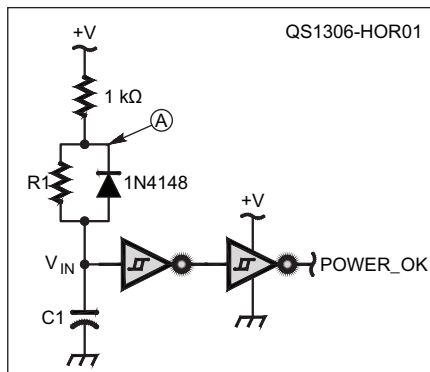 +V
QS1306-HOR01
1 kΩ
A
R1
1N4148
+V
V_IN
POWER_OK
C1